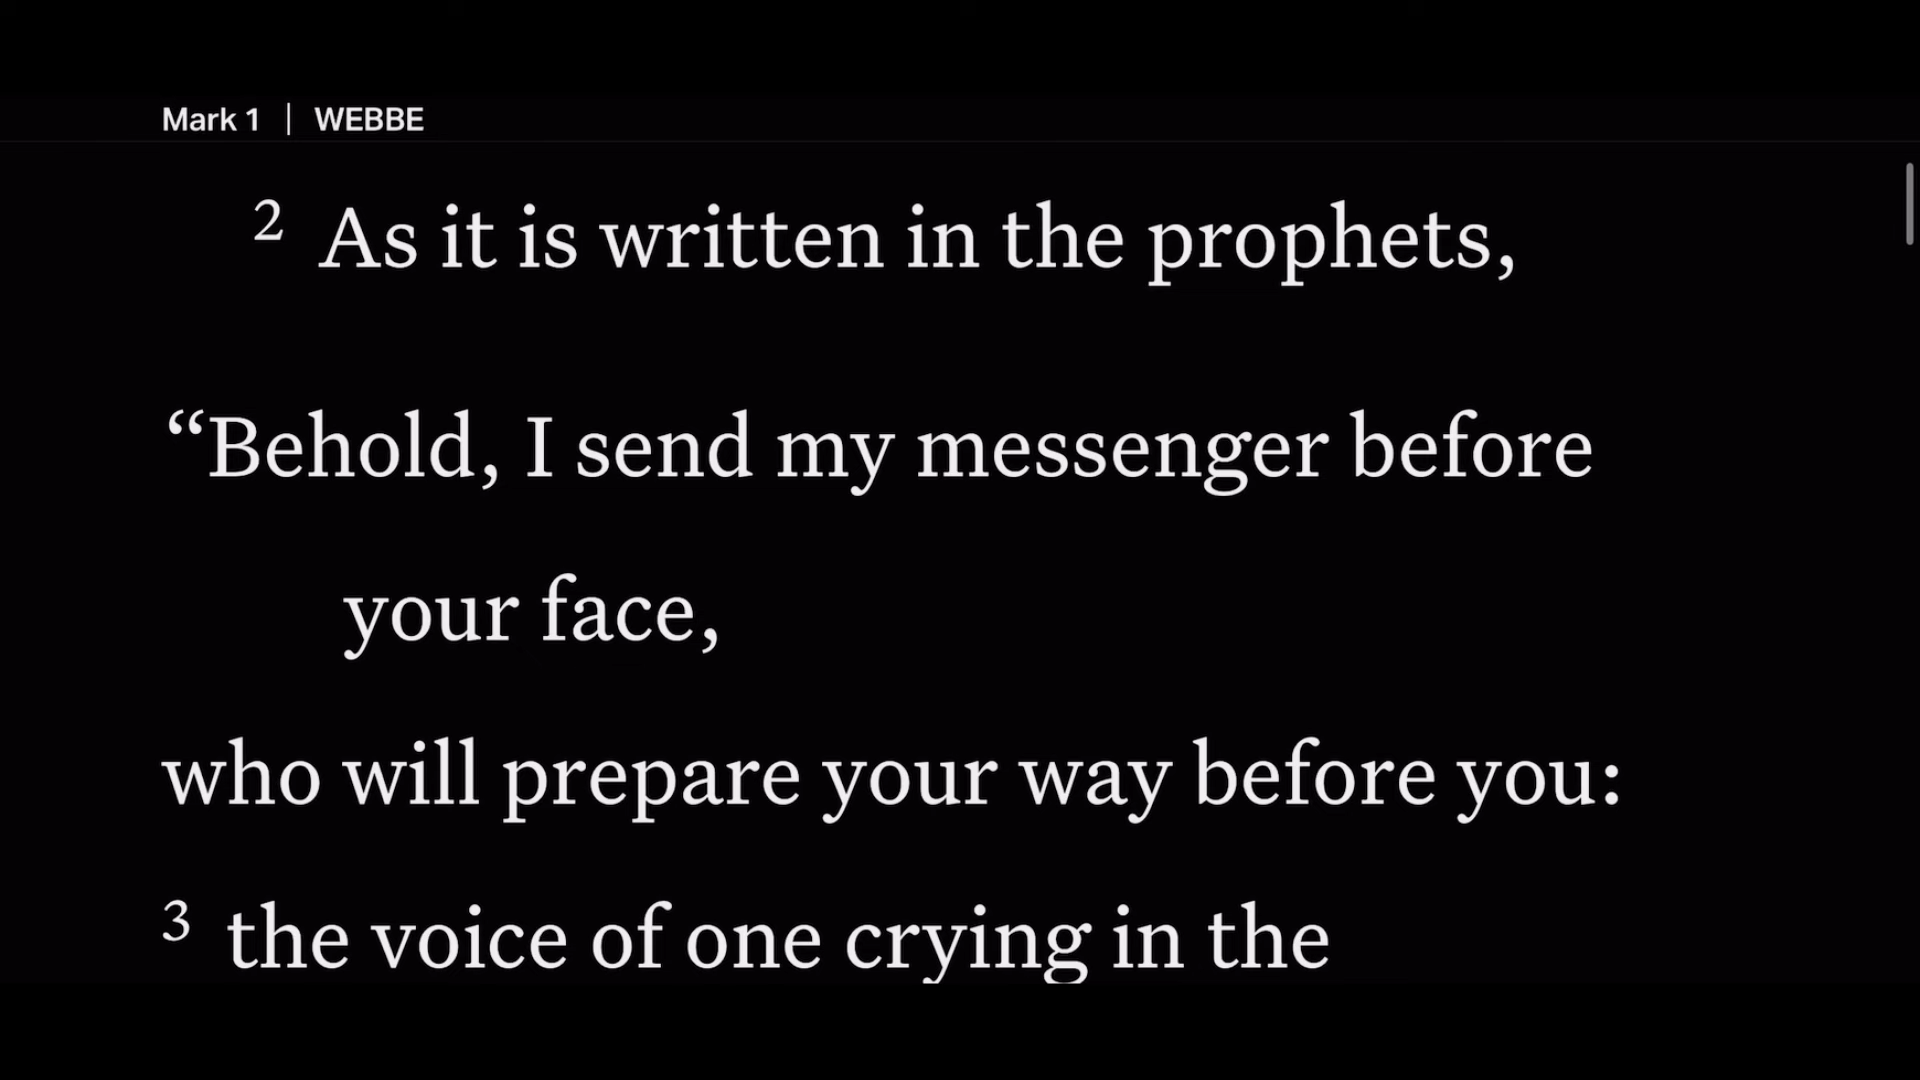 Mark 1 | WEBBE
2 As it is written in the prophets,
“Behold, I send my messenger before
your face,
who will prepare your way before you:
3 the voice of one crying in the